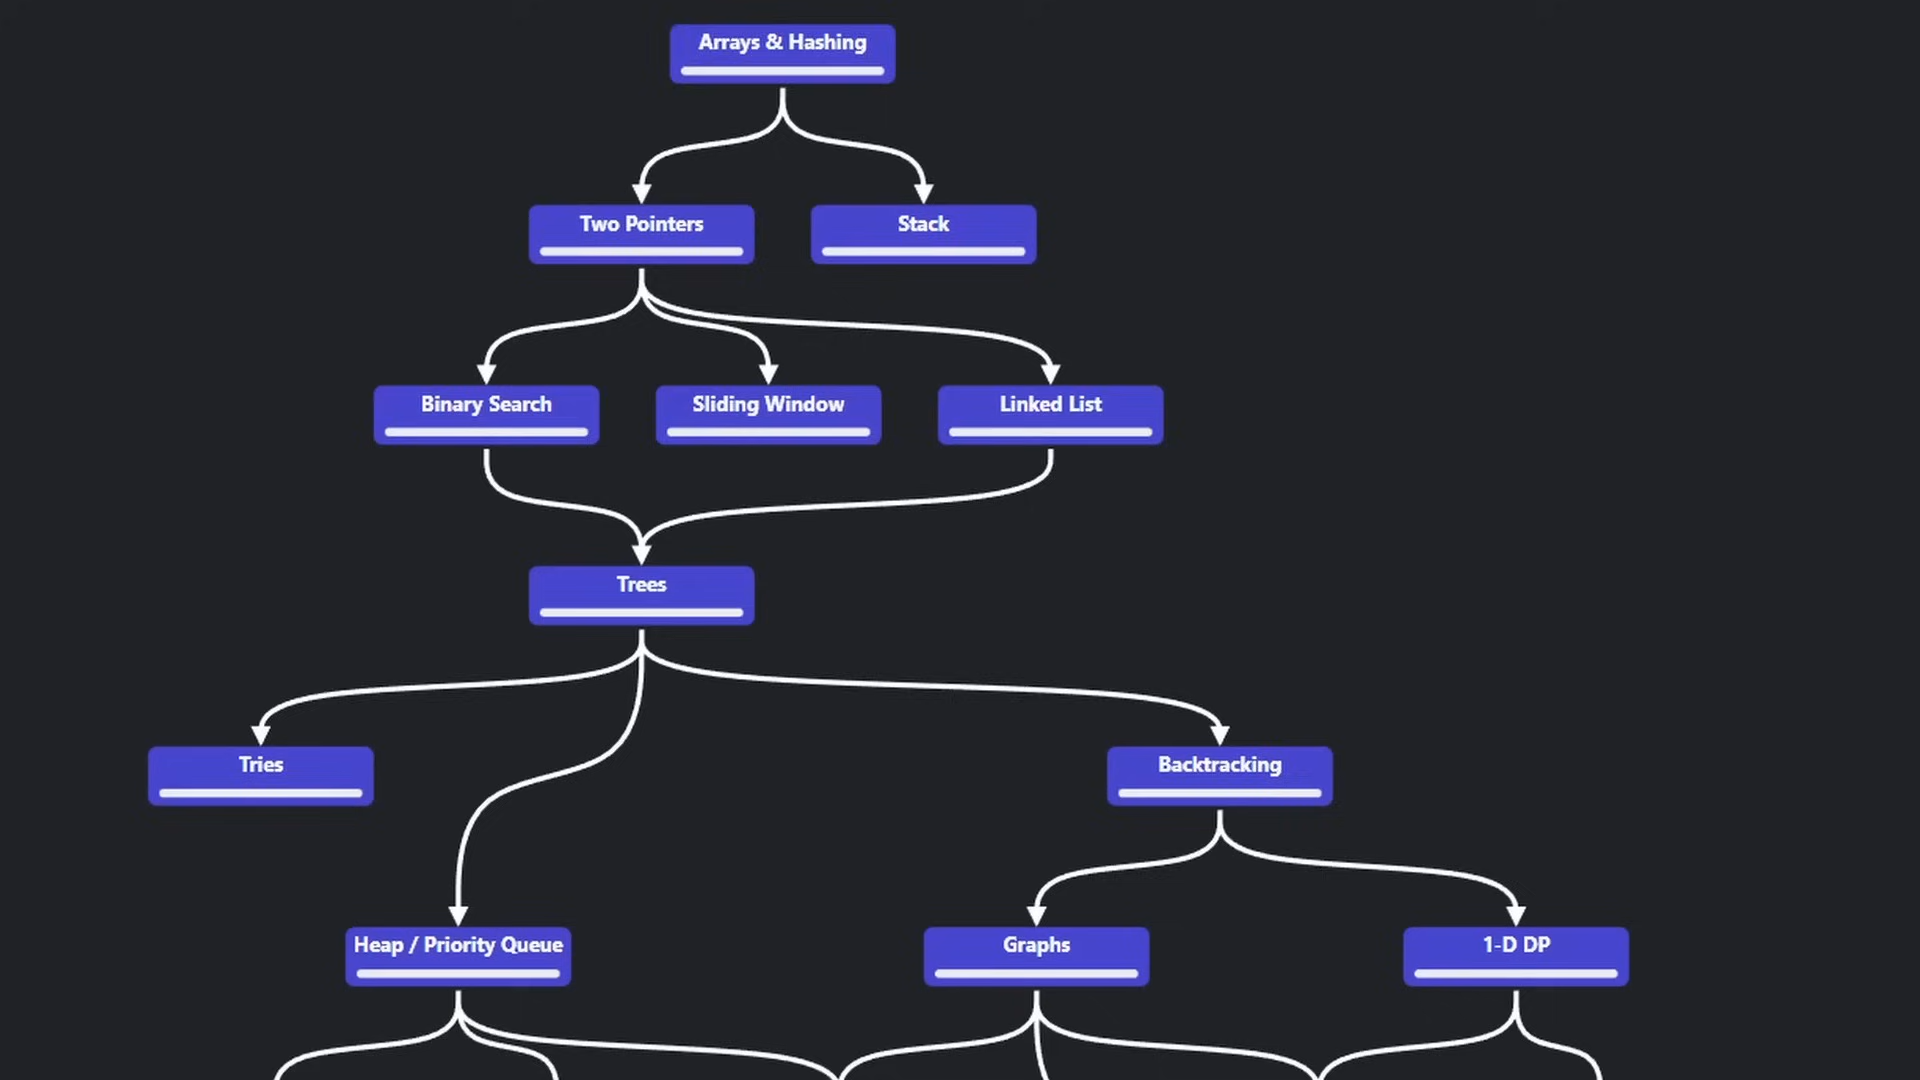 Arrays & Hashing
Two Pointers
Stack
Binary Search
Sliding Window
Linked List
Trees
Tries
Backtracking
Heap / Priority Queue
Graphs
1-D DP